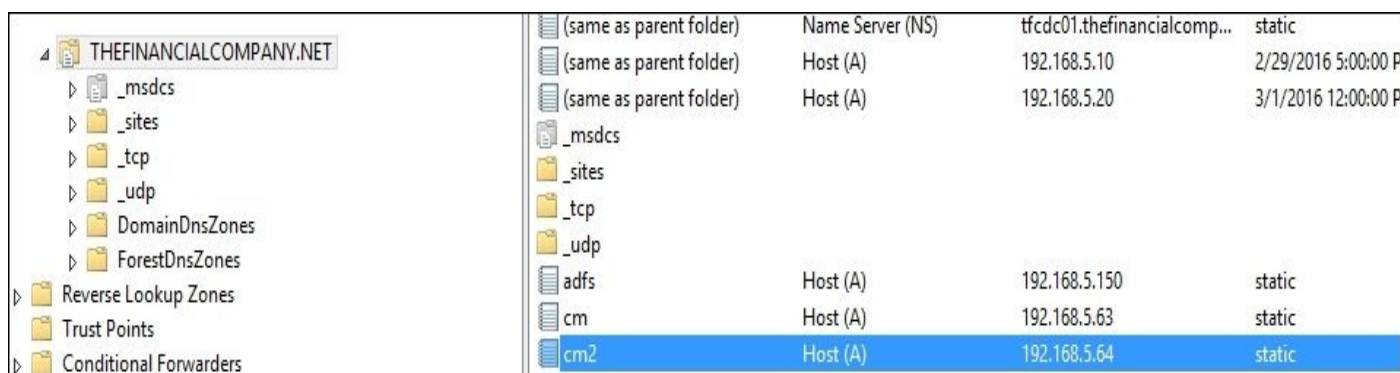 THEFINANCIALCOMPANY.NET
_msdcs
_sites
_tcp
_udp
DomainDnsZones
ForestDnsZones
Reverse Lookup Zones
Trust Points
Conditional Forwarders
(same as parent folder) Name Server (NS) tfcdc01.thefinancialcomp... static
(same as parent folder) Host (A) 192.168.5.10 2/29/2016 5:00:00 P
(same as parent folder) Host (A) 192.168.5.20 3/1/2016 12:00:00 P
_msdcs
_sites
_tcp
_udp
adfs Host (A) 192.168.5.150 static
cm Host (A) 192.168.5.63 static
cm2 Host (A) 192.168.5.64 static